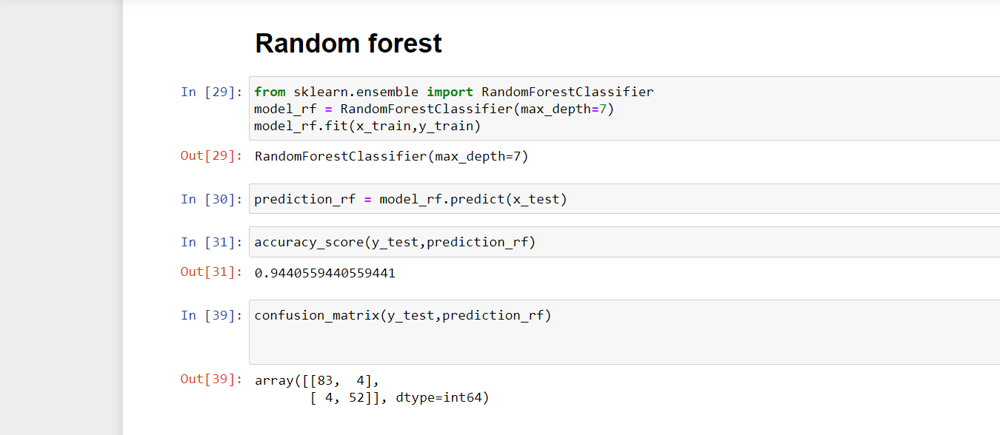 Random forest
In [29]: from sklearn.ensemble import RandomForestClassifier
model_rf = RandomForestClassifier(max_depth=7)
model_rf.fit(x_train,y_train)
Out[29]: RandomForestClassifier(max_depth=7)
In [30]: prediction_rf = model_rf.predict(x_test)
In [31]: accuracy_score(y_test,prediction_rf)
Out[31]: 0.9440559440559441
In [39]: confusion_matrix(y_test,prediction_rf)
Out[39]: array([[83,  4],
[ 4, 52]], dtype=int64)